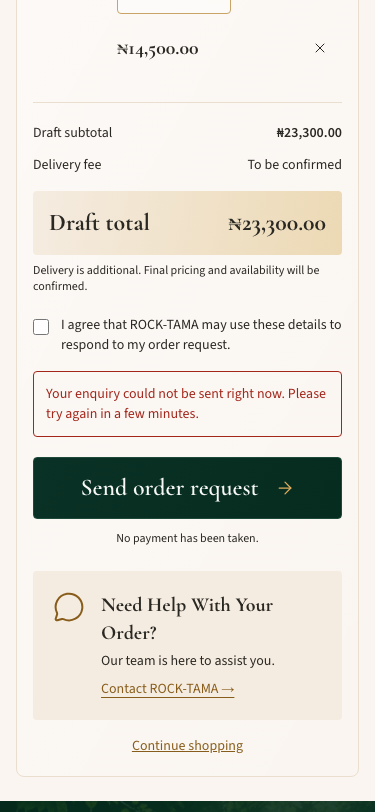 ₦14,500.00
Draft subtotal ₦23,300.00
Delivery fee To be confirmed
Draft total ₦23,300.00
Delivery is additional. Final pricing and availability will be
confirmed.
I agree that ROCK-TAMA may use these details to
respond to my order request.
Your enquiry could not be sent right now. Please
try again in a few minutes.
Send order request →
No payment has been taken.
Need Help With Your
Order?
Our team is here to assist you.
Contact ROCK-TAMA →
Continue shopping